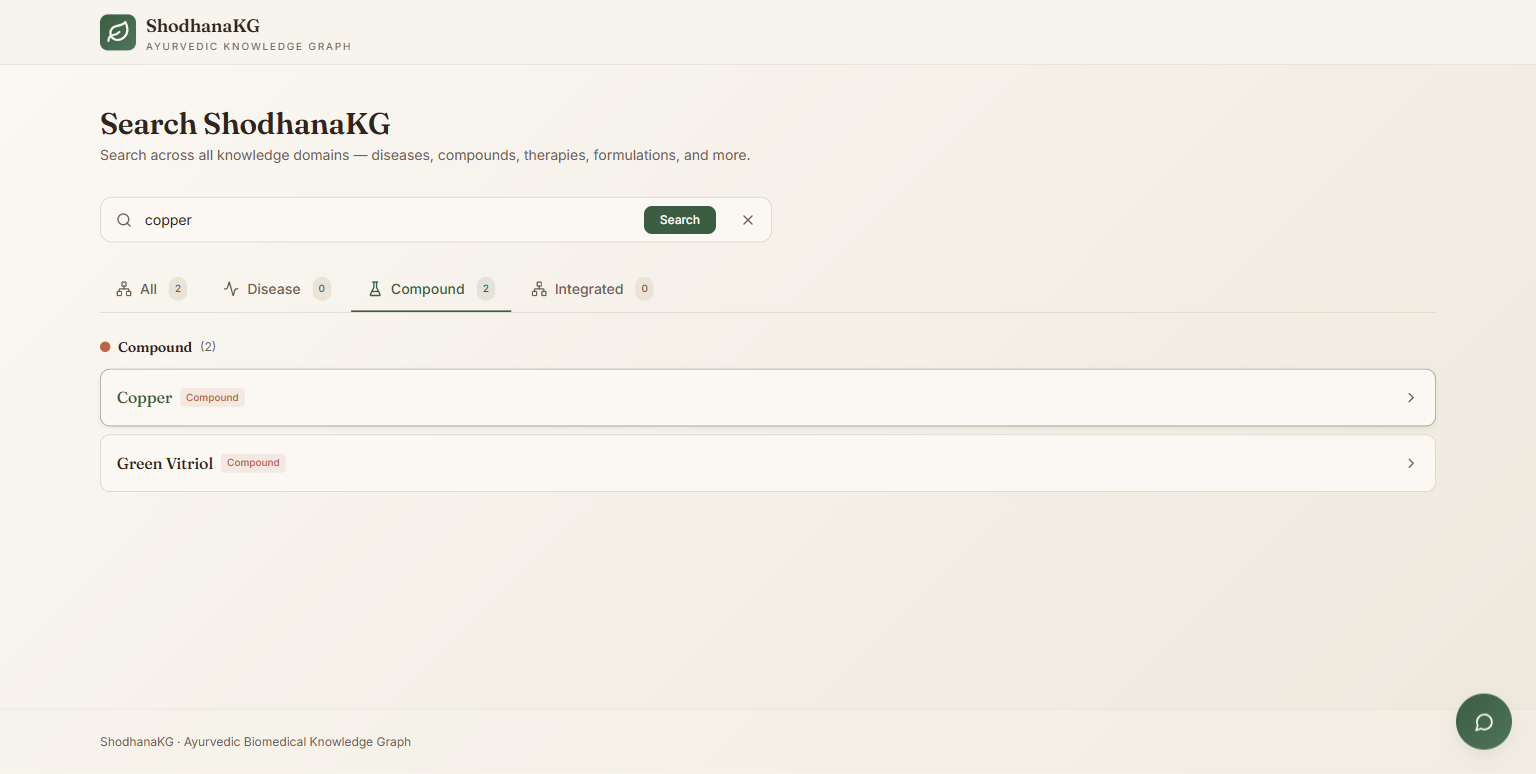 ShodhanaKG
AYURVEDIC KNOWLEDGE GRAPH
Search ShodhanaKG
Search across all knowledge domains — diseases, compounds, therapies, formulations, and more.
copper Search
All 2 Disease 0 Compound 2 Integrated 0
Compound (2)
Copper Compound
Green Vitriol Compound
ShodhanaKG · Ayurvedic Biomedical Knowledge Graph